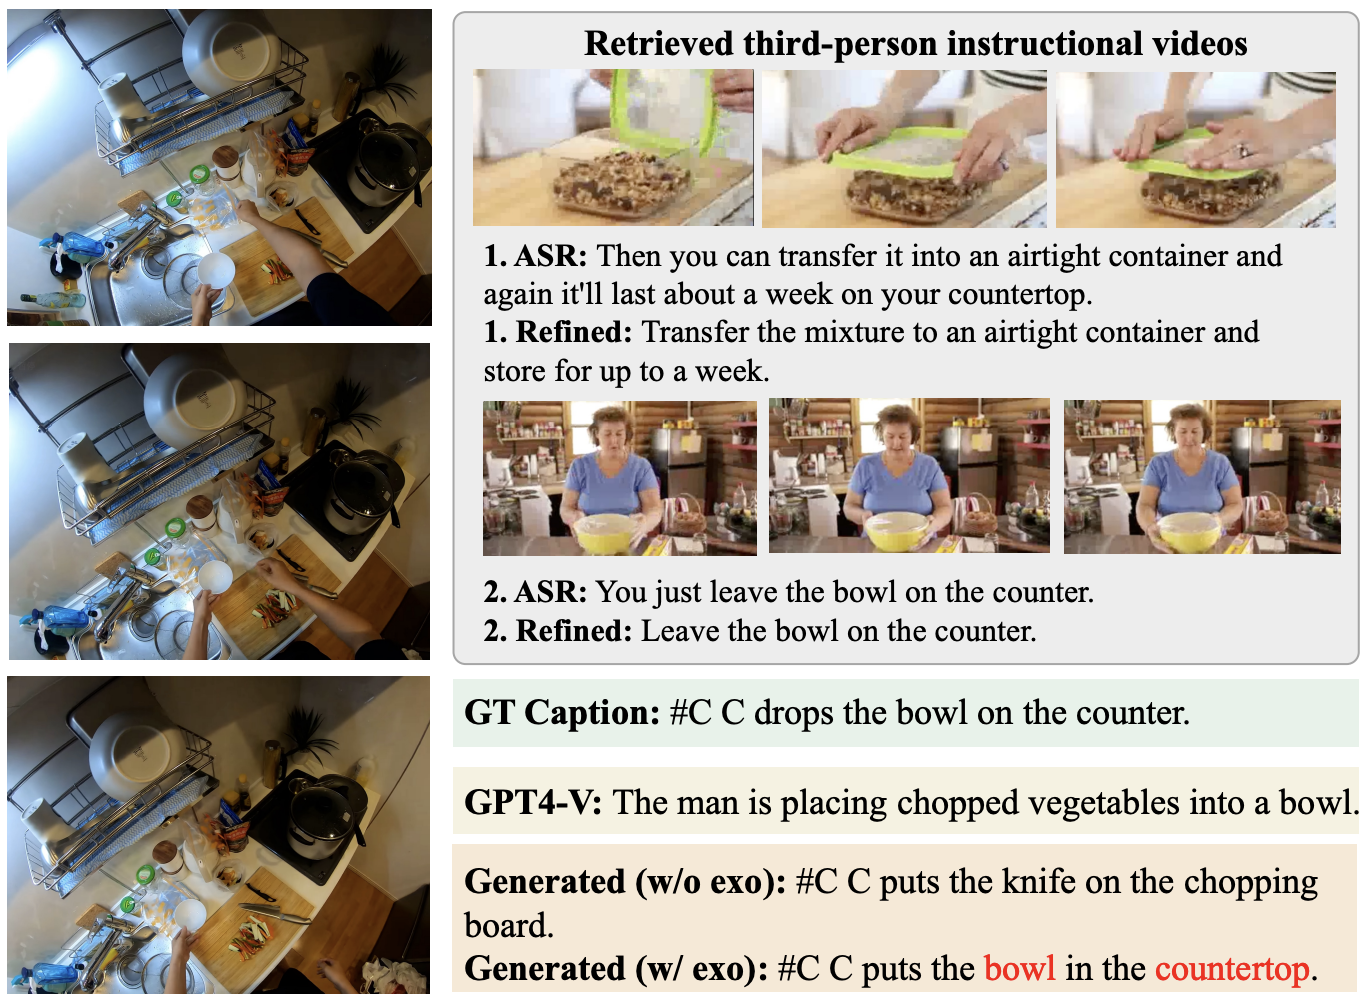 Retrieved third-person instructional videos
1. ASR: Then you can transfer it into an airtight container and
again it'll last about a week on your countertop.
1. Refined: Transfer the mixture to an airtight container and
store for up to a week.
2. ASR: You just leave the bowl on the counter.
2. Refined: Leave the bowl on the counter.
GT Caption: #C C drops the bowl on the counter.
GPT4-V: The man is placing chopped vegetables into a bowl.
Generated (w/o exo): #C C puts the knife on the chopping
board.
Generated (w/ exo): #C C puts the bowl in the countertop.